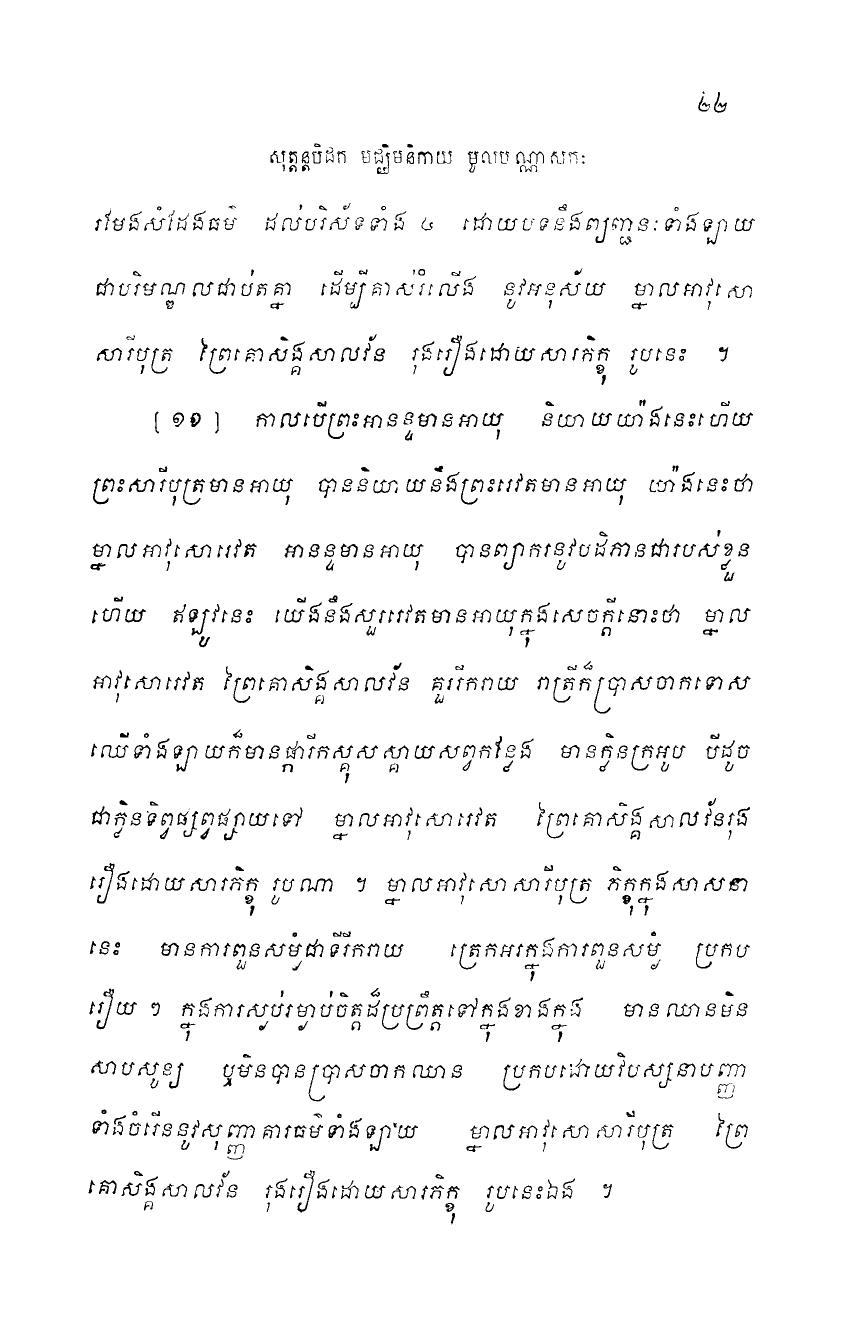 ២២
សុត្តន្តបិដក មជ្ឈិមនិកាយ មូលបណ្ណាសកៈ
រមែងសំដែងធម៌ ដល់បរិស័ទទាំង ៤ ដោយបទនឹងព្យញ្ជនៈទាំងឡាយ
ជាបរិមណ្ឌលជាប់តគ្នា ដើម្បីគាស់រំលើង នូវអនុស័យ ម្នាលអាវុសោ
សារីបុត្រ ព្រៃគោសិង្គសាលវ័ន រុងរឿងដោយសារភិក្ខុ រូបនេះ ។
[១១] កាលបើព្រះអានន្ទមានអាយុ និយាយយ៉ាងនេះហើយ
ព្រះសារីបុត្រមានអាយុ បាននិយាយនឹងព្រះរេវតមានអាយុ យ៉ាងនេះថា
ម្នាលអាវុសោរេវត អានន្ទមានអាយុ បានព្យាករនូវបដិភានជារបស់ខ្លួន
ហើយ ឥឡូវនេះ យើងនឹងសួររេវតមានអាយុក្នុងសេចក្តីនោះថា ម្នាល
អាវុសោរេវត ព្រៃគោសិង្គសាលវ័ន គួររីករាយ រាត្រីក៏ប្រាសចាកទោស
ឈើទាំងឡាយក៏មានផ្ការីកស្គុសស្គាយសព្វកន្លែង មានក្លិនក្រអូប បីដូច
ជាក្លិនទិព្វផ្សព្វផ្សាយទៅ ម្នាលអាវុសោរេវត ព្រៃគោសិង្គសាលវ័នរុង
រឿងដោយសារភិក្ខុ រូបណា ។ ម្នាលអាវុសោសារីបុត្រ ភិក្ខុក្នុងសាសនា
នេះ មានការពួនសម្ងំជាទីរីករាយ ត្រេកអរក្នុងការពួនសម្ងំ ប្រកប
រឿយ ៗ ក្នុងការស្ងប់រម្ងាប់ចិត្តដ៏ប្រព្រឹត្តទៅក្នុងខាងក្នុង មានឈានមិន
សាបសូន្យ ឬមិនបានប្រាសចាកឈាន ប្រកបដោយវិបស្សនាបញ្ញា
ទាំងចំរើននូវសុញ្ញាគារធម៌ទាំងឡាយ ម្នាលអាវុសោសារីបុត្រ ព្រៃ
គោសិង្គសាលវ័ន រុងរឿងដោយសារភិក្ខុ រូបនេះឯង ។